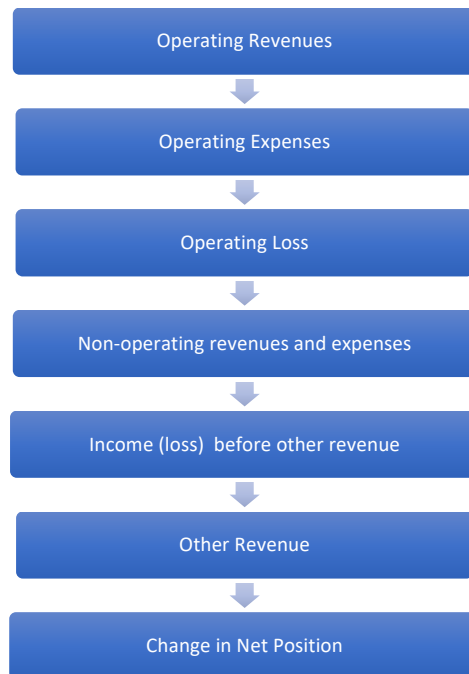 Operating Revenues
Operating Expenses
Operating Loss
Non-operating revenues and expenses
Income (loss)  before other revenue
Other Revenue
Change in Net Position